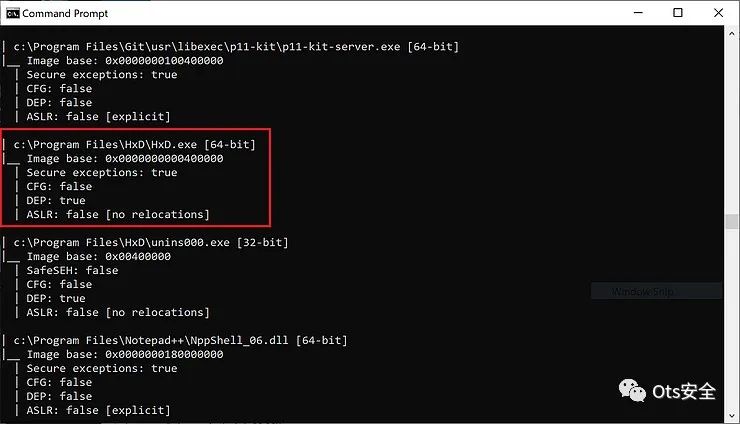 Command Prompt
| c:\Program Files\Git\usr\libexec\p11-kit\p11-kit-server.exe [64-bit]
|__ Image base: 0x0000000100400000
| Secure exceptions: true
| CFG: false
| DEP: false
| ASLR: false [explicit]
| c:\Program Files\HxD\HxD.exe [64-bit]
|__ Image base: 0x0000000000400000
| Secure exceptions: true
| CFG: false
| DEP: true
| ASLR: false [no relocations]
| c:\Program Files\HxD\unins000.exe [32-bit]
|__ Image base: 0x00400000
| SafeSEH: false
| CFG: false
| DEP: true
| ASLR: false [no relocations]
Window Snip
| c:\Program Files\Notepad++\NppShell_06.dll [64-bit]
|__ Image base: 0x0000000180000000
| Secure exceptions: true
| CFG: false
| DEP: false
| ASLR: false [explicit]
Ots安全